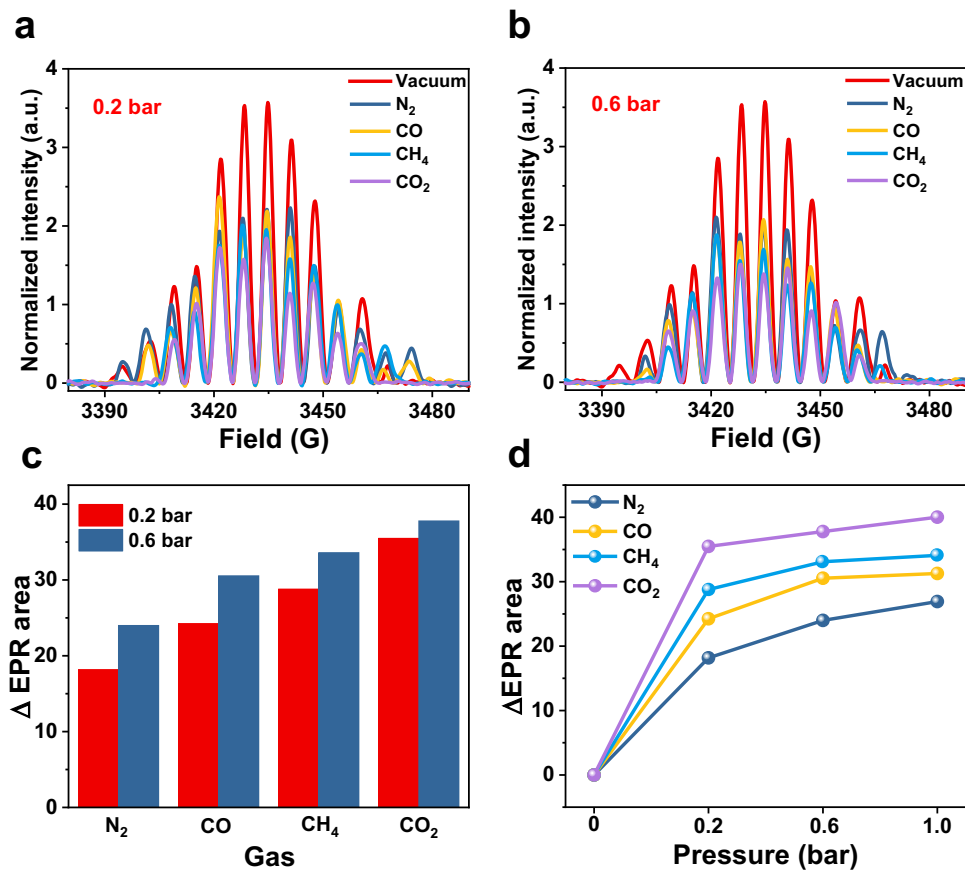 a
4
3
2
1
0
Normalized intensity (a.u.)
0.2 bar
Vacuum
N₂
CO
CH₄
CO₂
3390
3420
3450
3480
Field (G)
b
4
3
2
1
0
Normalized intensity (a.u.)
0.6 bar
Vacuum
N₂
CO
CH₄
CO₂
3390
3420
3450
3480
Field (G)
c
40
30
20
10
0
Δ EPR area
0.2 bar
0.6 bar
N₂
CO
CH₄
CO₂
Gas
d
40
30
20
10
0
ΔEPR area
N₂
CO
CH₄
CO₂
0
0.2
0.6
1.0
Pressure (bar)